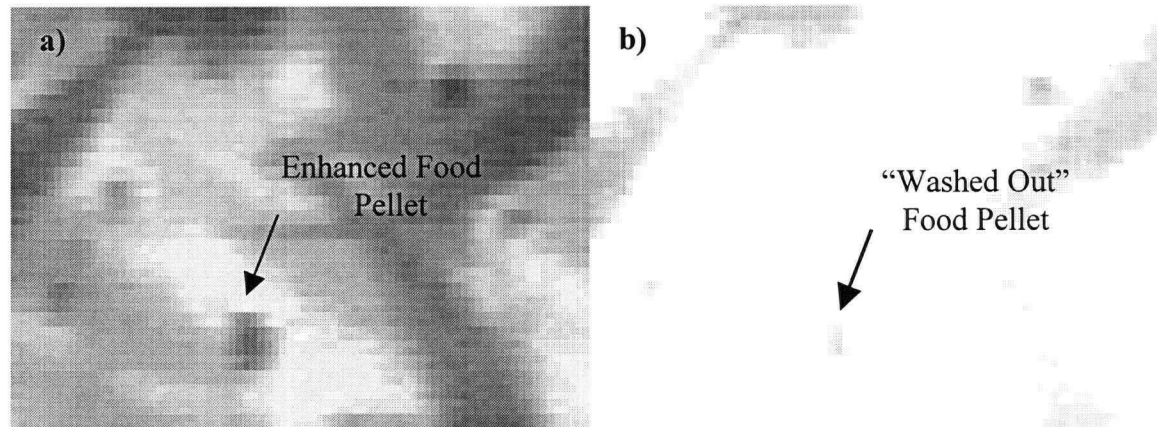 a)
Enhanced Food
Pellet
b)
“Washed Out”
Food Pellet